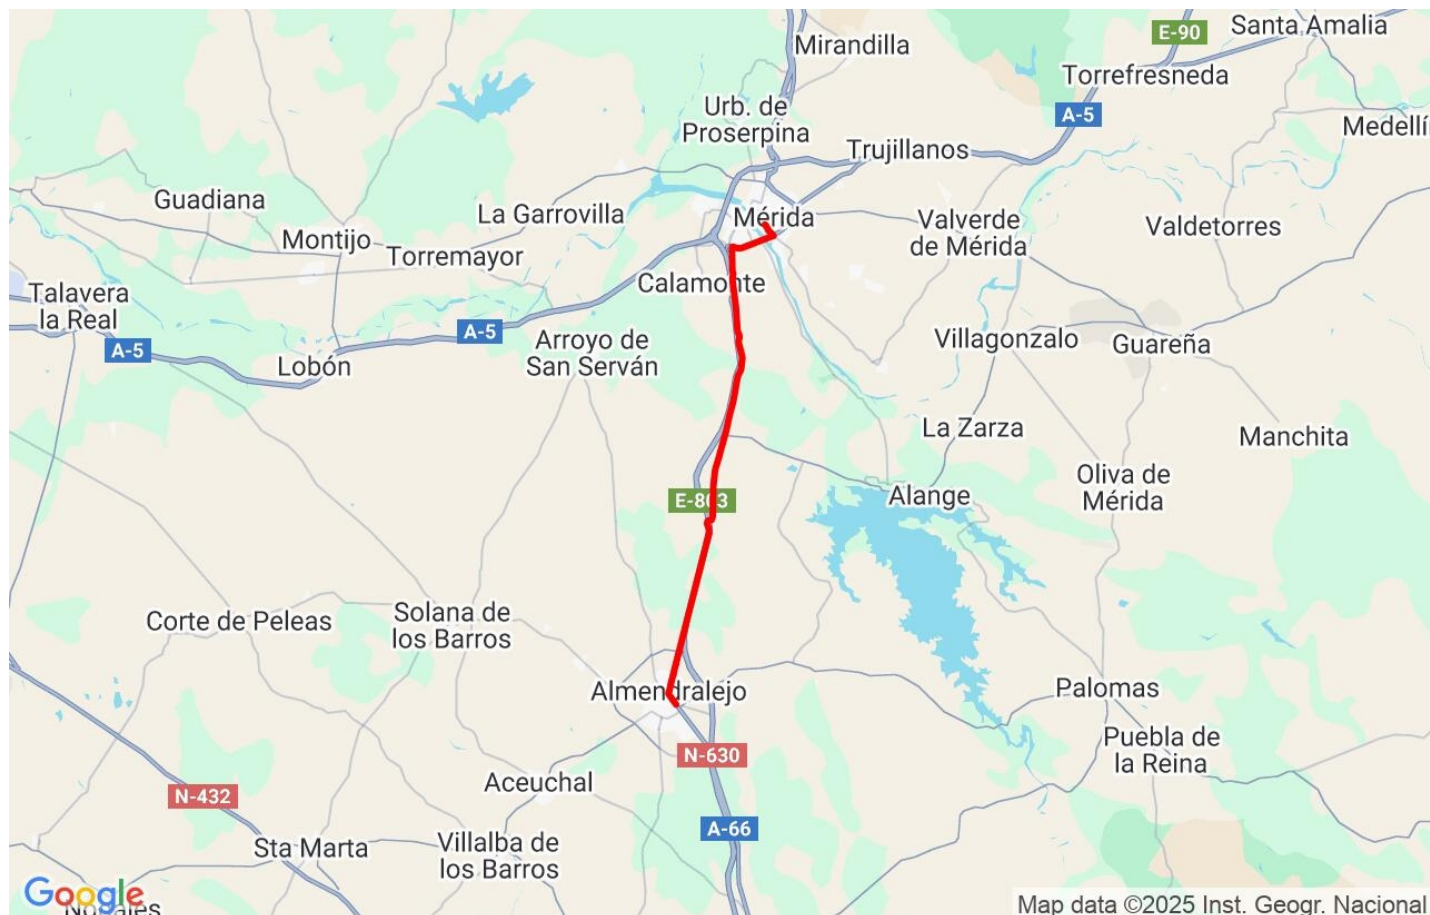 Santa Amalia
E-90
Mirandilla
Torrefresneda
Urb. de
Proserpina
A-5
Medellí
Trujillanos
Guadiana
La Garrovilla
Mérida
Valverde
de Mérida
Valdetorres
Montijo
Torremayor
Calamonte
Talavera
la Real
A-5
A-5
Lobón
Arroyo de
San Serván
Villagonzalo
Guareña
La Zarza
Manchita
Oliva de
Mérida
Alange
E-803
Corte de Peleas
Solana de
los Barros
Almendralejo
Palomas
Puebla de
la Reina
N-630
Aceuchal
N-432
A-66
Sta Marta
Villalba de
los Barros
Google
Map data ©2025 Inst. Geogr. Nacional